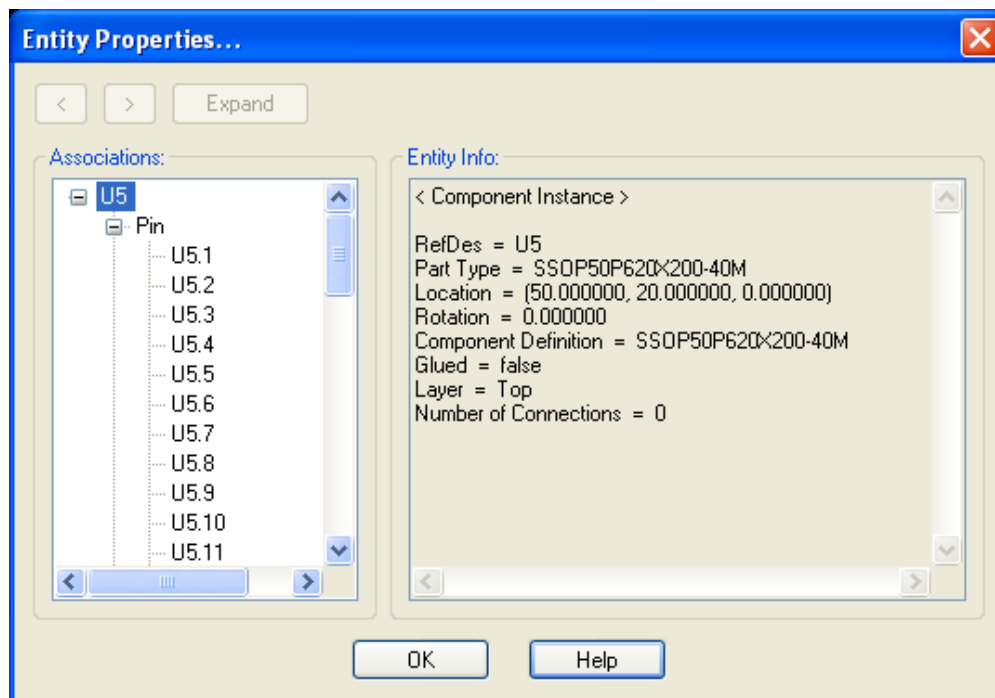 Entity Properties...
< > Expand
Associations:
U5
Pin
U5.1
U5.2
U5.3
U5.4
U5.5
U5.6
U5.7
U5.8
U5.9
U5.10
U5.11
Entity Info:
< Component Instance >
RefDes = U5
Part Type = SSOP50P620X200-40M
Location = (50.000000, 20.000000, 0.000000)
Rotation = 0.000000
Component Definition = SSOP50P620X200-40M
Glued = false
Layer = Top
Number of Connections = 0
OK Help